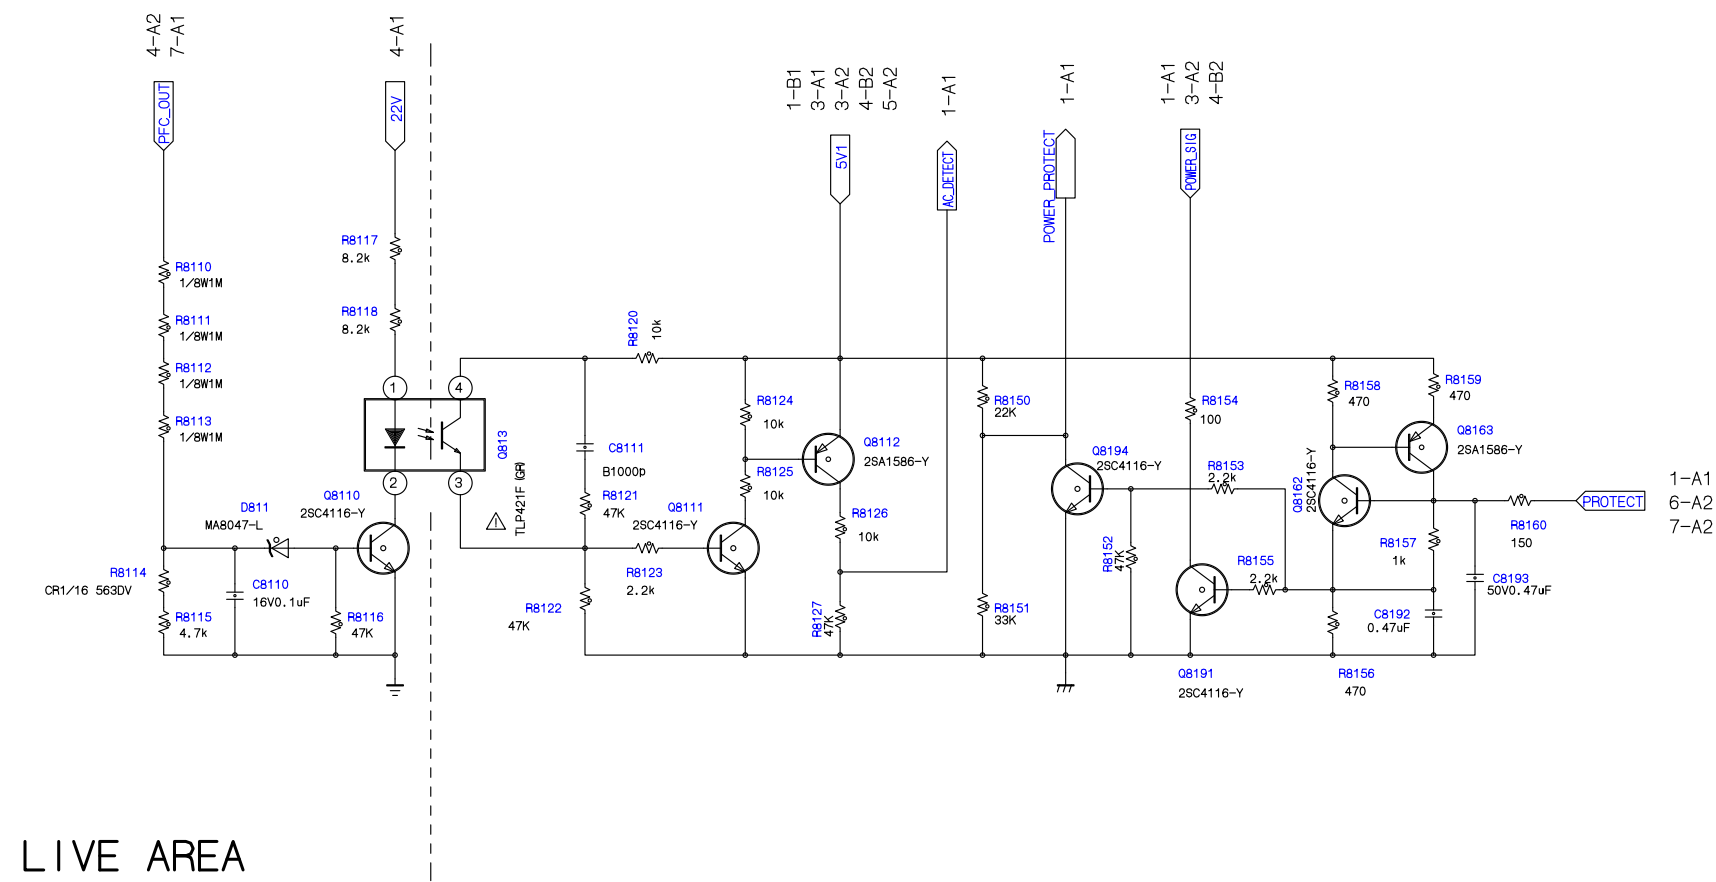 4-A2
7-A1
4-A1
PFC_OUT
22V
1-B1
3-A1
3-A2
4-B2
5-A2
1-A1
1-A1
1-A1
3-A2
4-B2
5V1
AC_DETECT
POWER_PROTECT
POWER_SIG
R8117
8.2k
R8110
1/8W1M
R8118
8.2k
R8111
1/8W1M
R8112
1/8W1M
R8113
1/8W1M
R8120
10k
1
4
2
3
Q813
TLP421F (GR)
C8111
B1000p
R8121
47K
R8124
10k
R8125
10k
Q8112
2SA1586-Y
R8126
10k
R8150
22K
Q8194
2SC4116-Y
R8154
100
R8153
2.2k
R8158
470
R8159
470
Q8163
2SA1586-Y
Q8162
2SC4116-Y
PROTECT
1-A1
6-A2
7-A2
R8160
150
D811
MA8047-L
Q8110
2SC4116-Y
Q8111
2SC4116-Y
R8114
CR1/16 563DV
R8115
4.7k
C8110
16V0.1uF
R8116
47K
R8122
47K
R8123
2.2k
R8127
47K
R8151
33K
R8152
47K
R8155
2.2k
R8157
1k
C8193
50V0.47uF
C8192
0.47uF
Q8191
2SC4116-Y
R8156
470
LIVE AREA